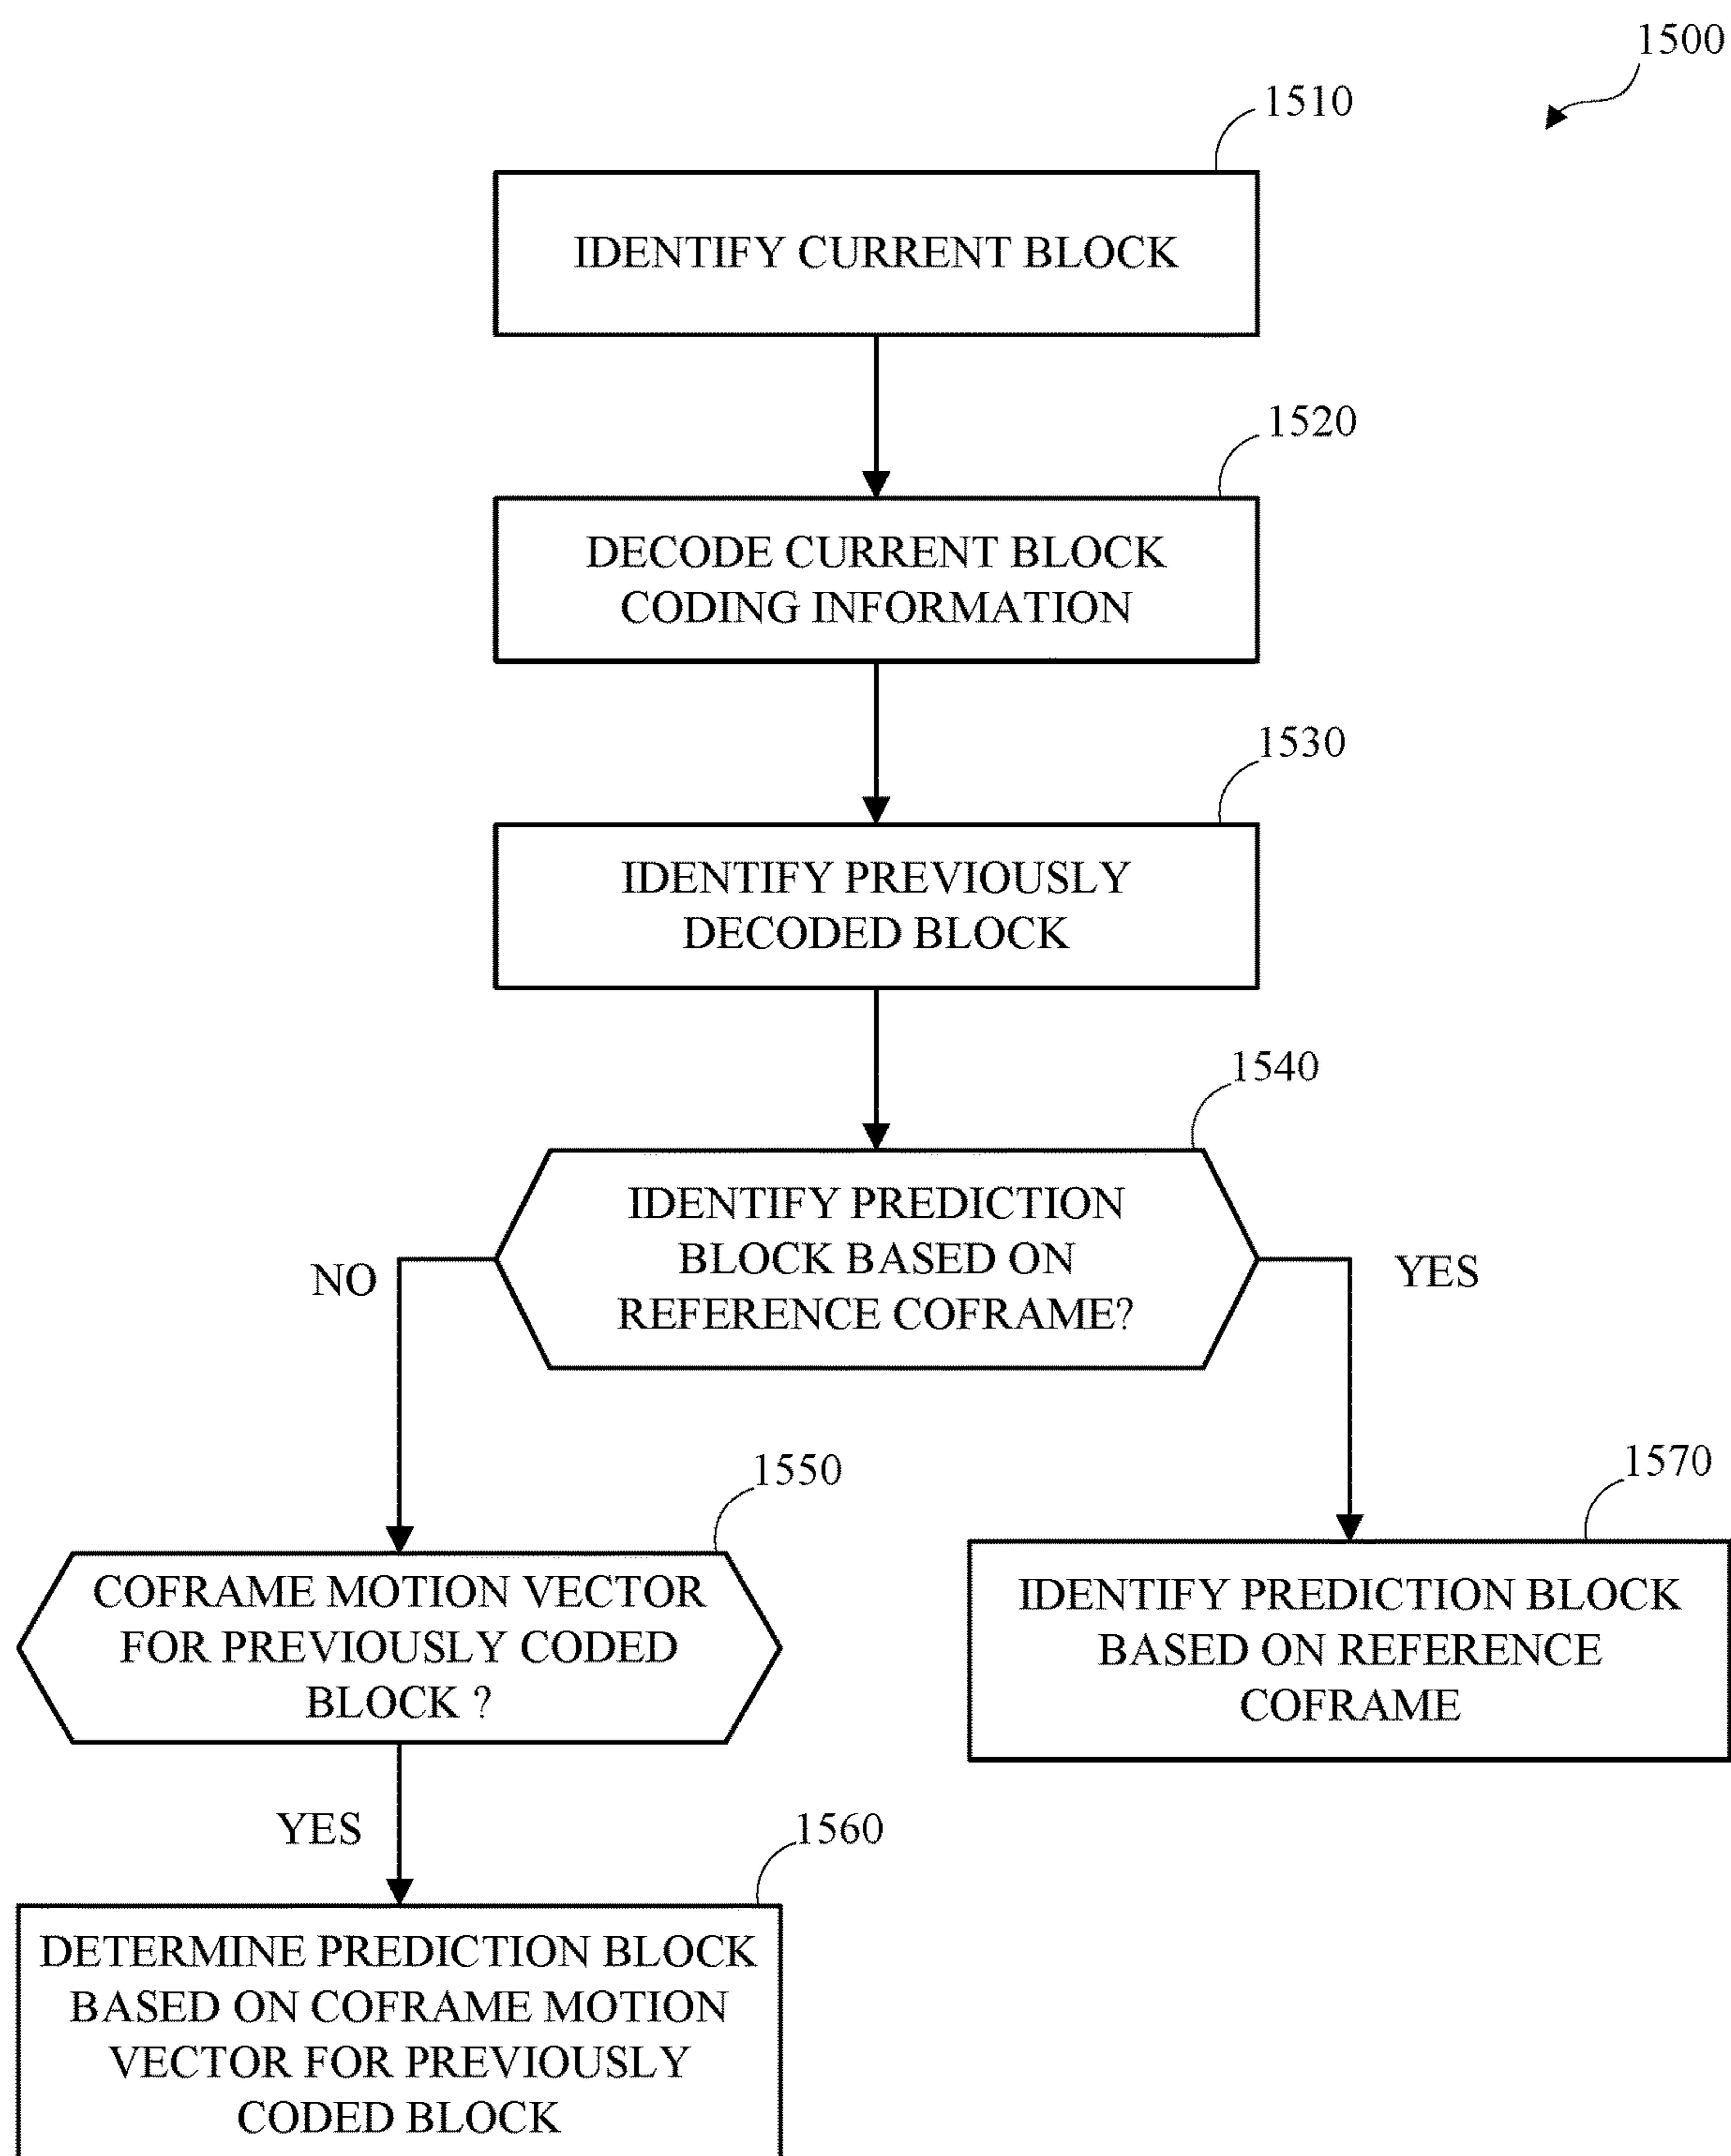 1500
1510
IDENTIFY CURRENT BLOCK
1520
DECODE CURRENT BLOCK
CODING INFORMATION
1530
IDENTIFY PREVIOUSLY
DECODED BLOCK
1540
IDENTIFY PREDICTION
BLOCK BASED ON
REFERENCE COFRAME?
NO
YES
1550
COFRAME MOTION VECTOR
FOR PREVIOUSLY CODED
BLOCK ?
1570
IDENTIFY PREDICTION BLOCK
BASED ON REFERENCE
COFRAME
YES
1560
DETERMINE PREDICTION BLOCK
BASED ON COFRAME MOTION
VECTOR FOR PREVIOUSLY
CODED BLOCK